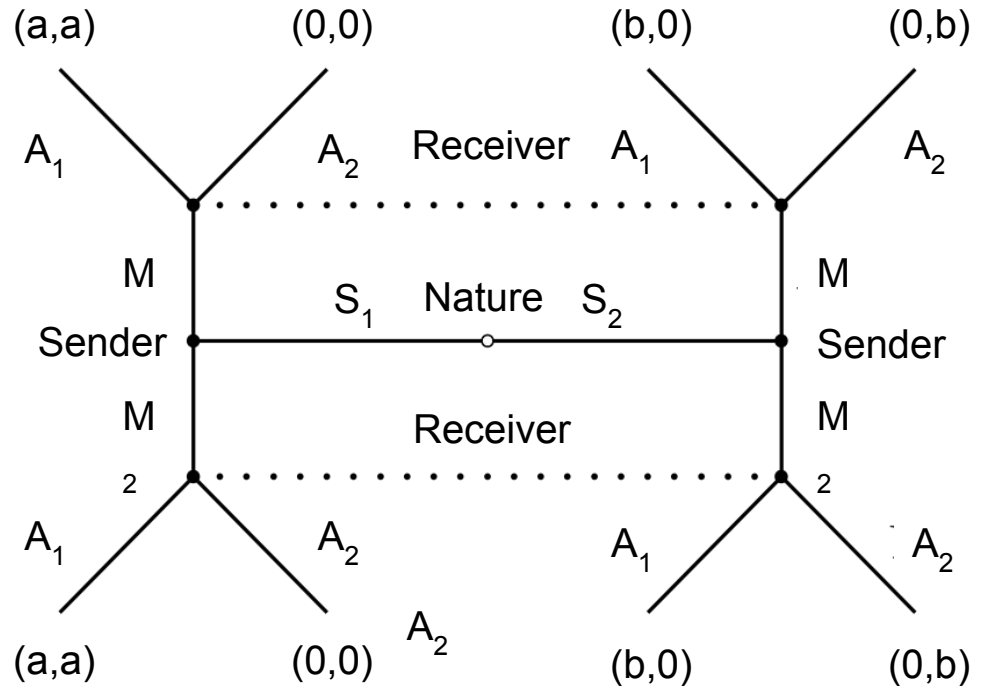 (a,a) (0,0) (b,0) (0,b)
A₁ A₂ Receiver A₁ A₂
M M
S₁ Nature S₂
Sender Sender
M M
Receiver
2 2
A₁ A₂ A₁ A₂
A₂
(a,a) (0,0) (b,0) (0,b)